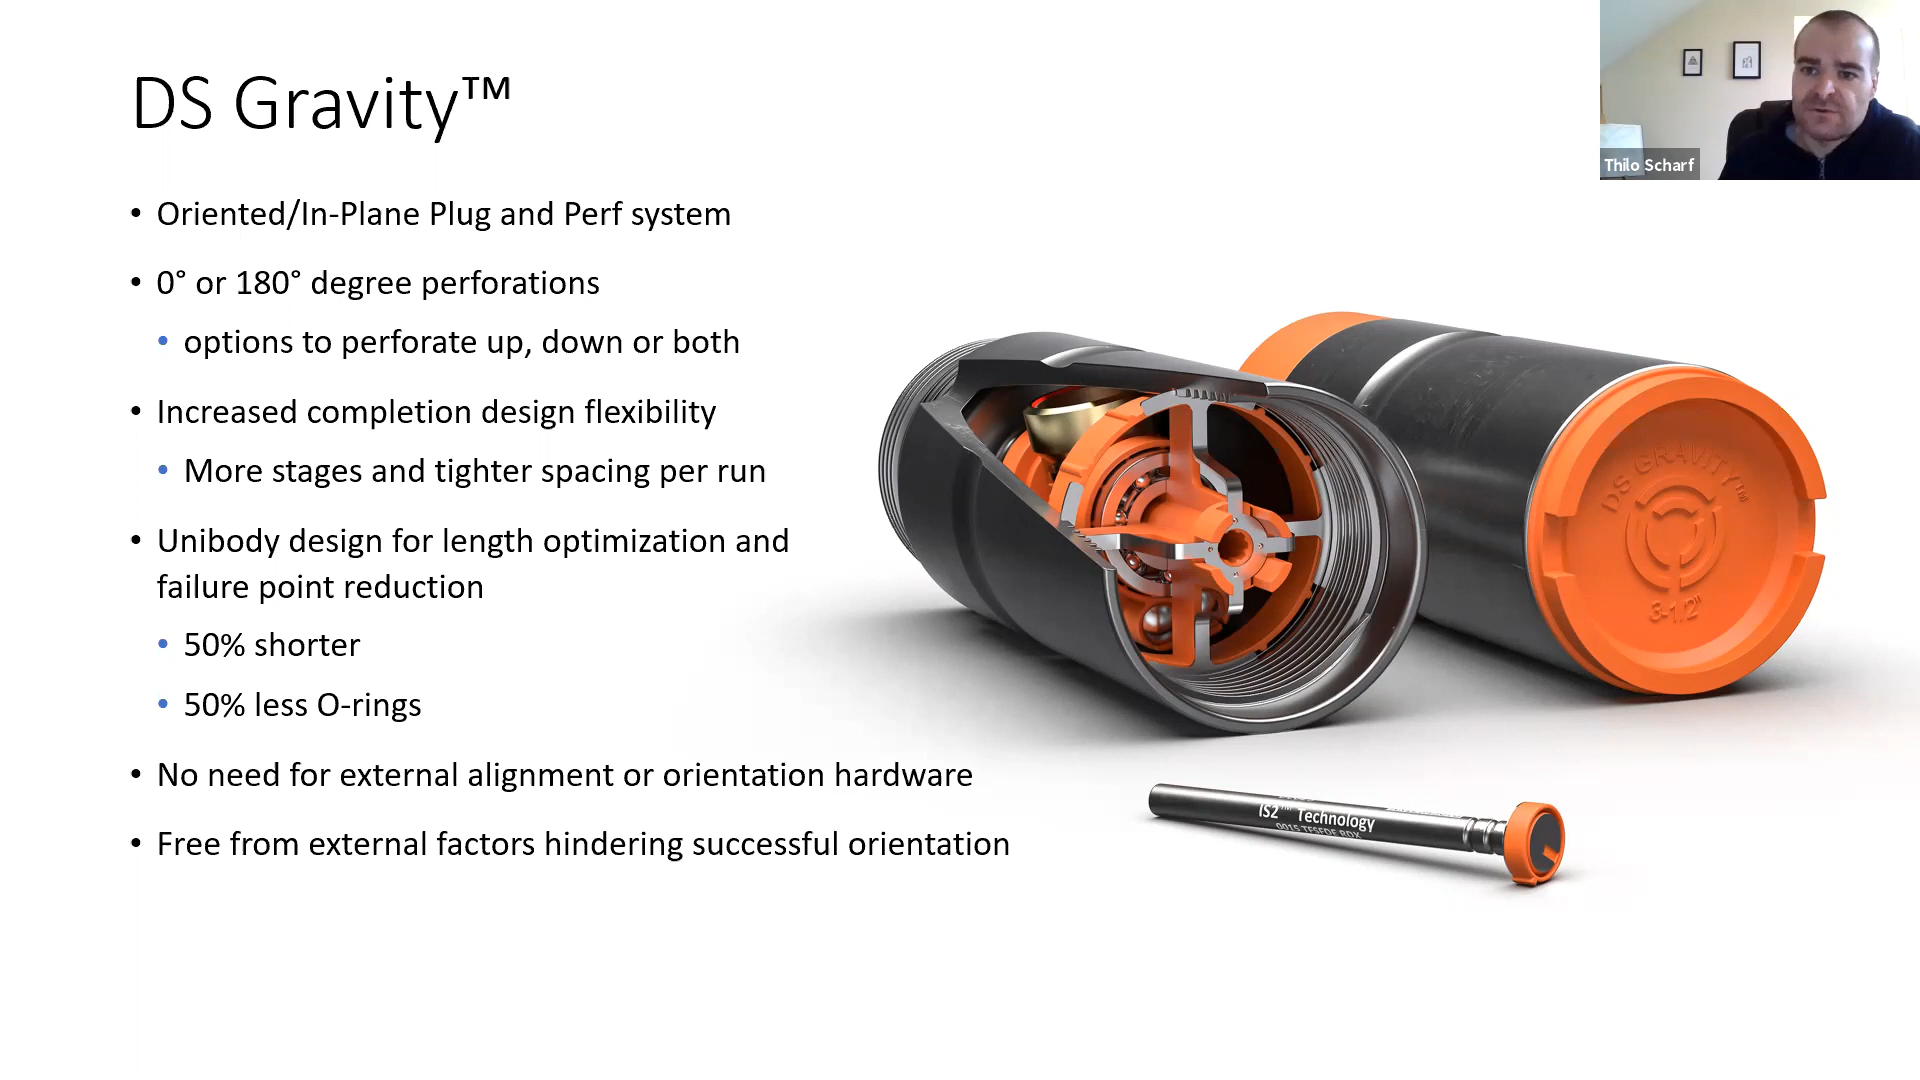 DS Gravity™
Thilo Scharf
• Oriented/In-Plane Plug and Perf system
• 0° or 180° degree perforations
• options to perforate up, down or both
• Increased completion design flexibility
• More stages and tighter spacing per run
• Unibody design for length optimization and
failure point reduction
• 50% shorter
• 50% less O-rings
• No need for external alignment or orientation hardware
• Free from external factors hindering successful orientation
DS GRAVITY™
3-1/2"
IS2™ Technology